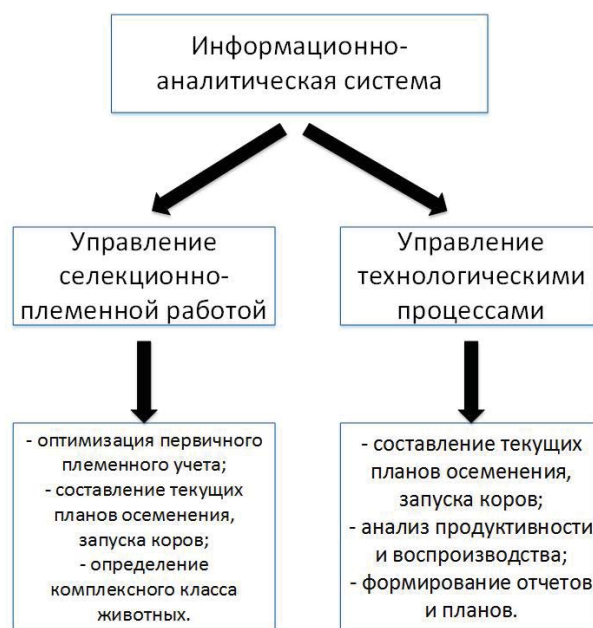 Информационно-
аналитическая система
Управление
селекционно-
племенной работой
Управление
технологическими
процессами
- оптимизация первичного
племенного учета;
- составление текущих
планов осеменения,
запуска коров;
- определение
комплексного класса
животных.
- составление текущих
планов осеменения,
запуска коров;
- анализ продуктивности
и воспроизводства;
- формирование отчетов
и планов.